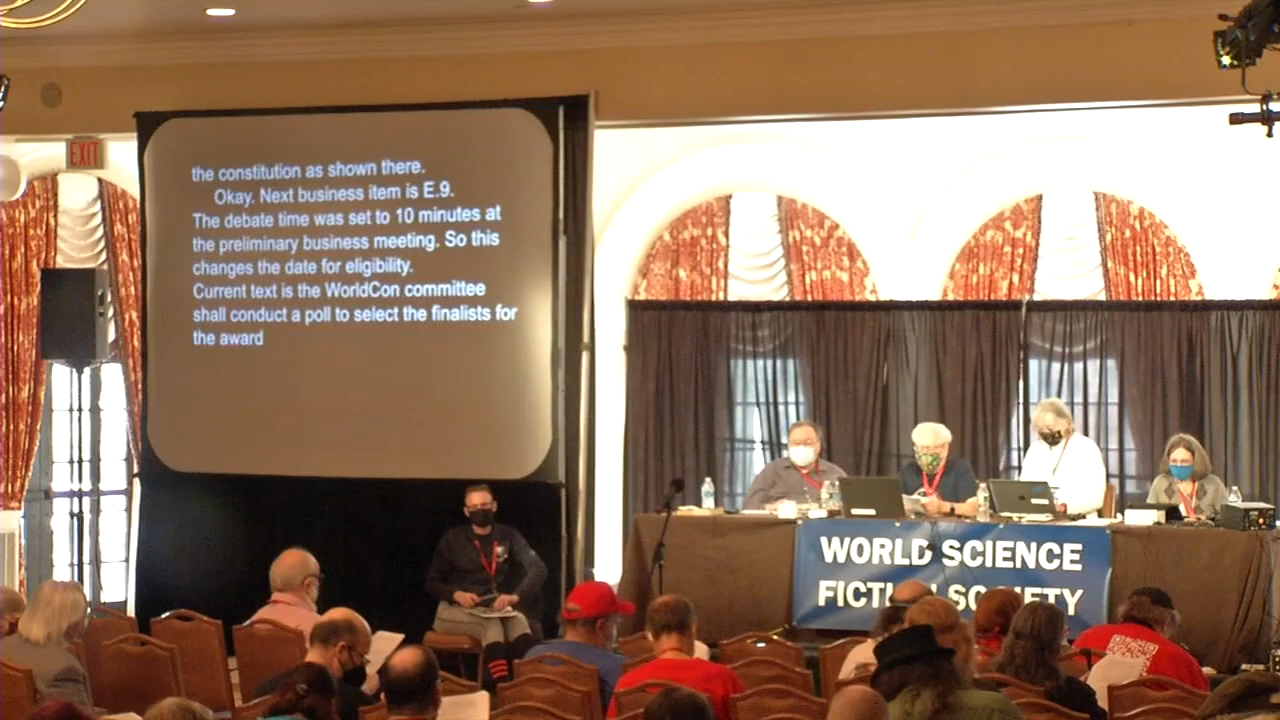 EXIT
the constitution as shown there.
Okay. Next business item is E.9.
The debate time was set to 10 minutes at
the preliminary business meeting. So this
changes the date for eligibility.
Current text is the WorldCon committee
shall conduct a poll to select the finalists for
the award
WORLD SCIENCE
FICTION SOCIETY